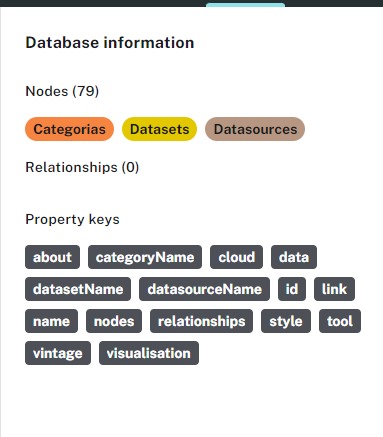 Database information
Nodes (79)
Categorias Datasets Datasources
Relationships (0)
Property keys
about categoryName cloud data
datasetName datasourceName id link
name nodes relationships style tool
vintage visualisation